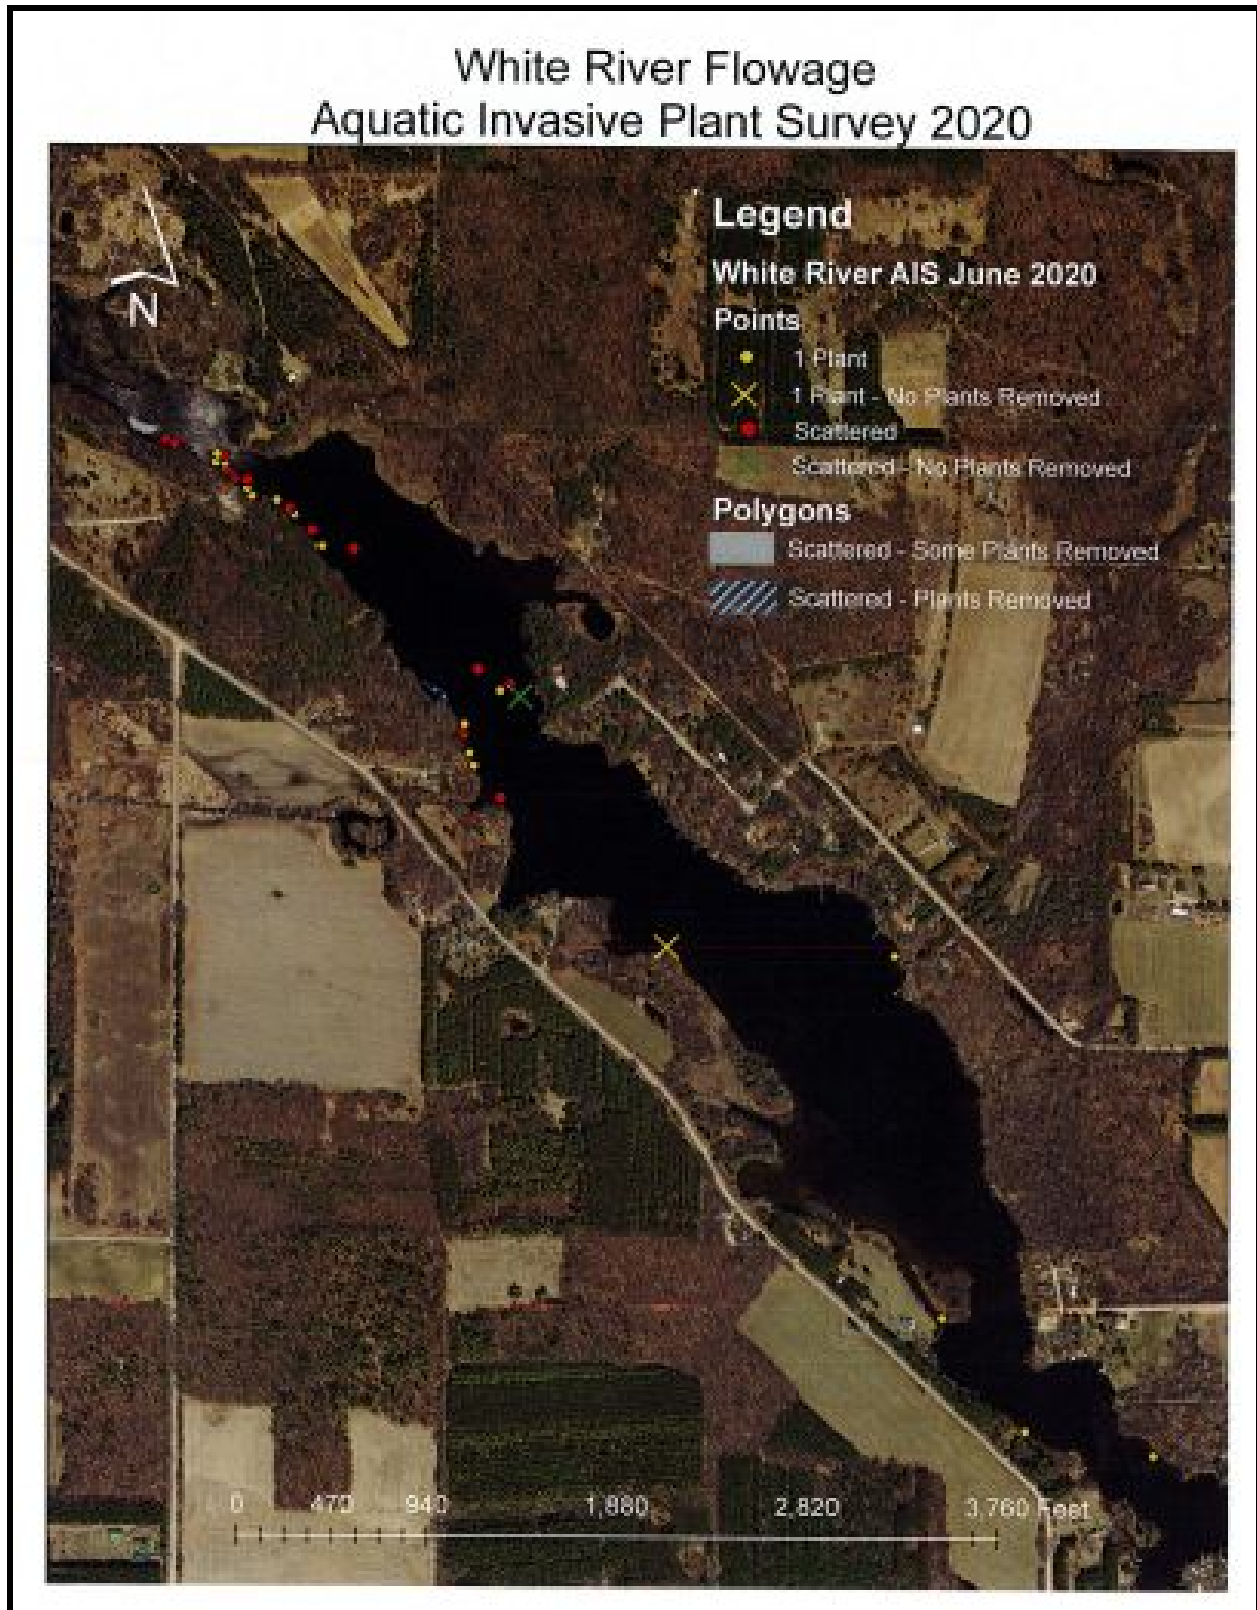 White River Flowage
Aquatic Invasive Plant Survey 2020
Legend
White River AIS June 2020
Points
1 Plant
1 Plant - No Plants Removed
Scattered
Scattered - No Plants Removed
Polygons
Scattered - Some Plants Removed
Scattered - Plants Removed
N
0 470 940 1,880 2,820 3,760 Feet